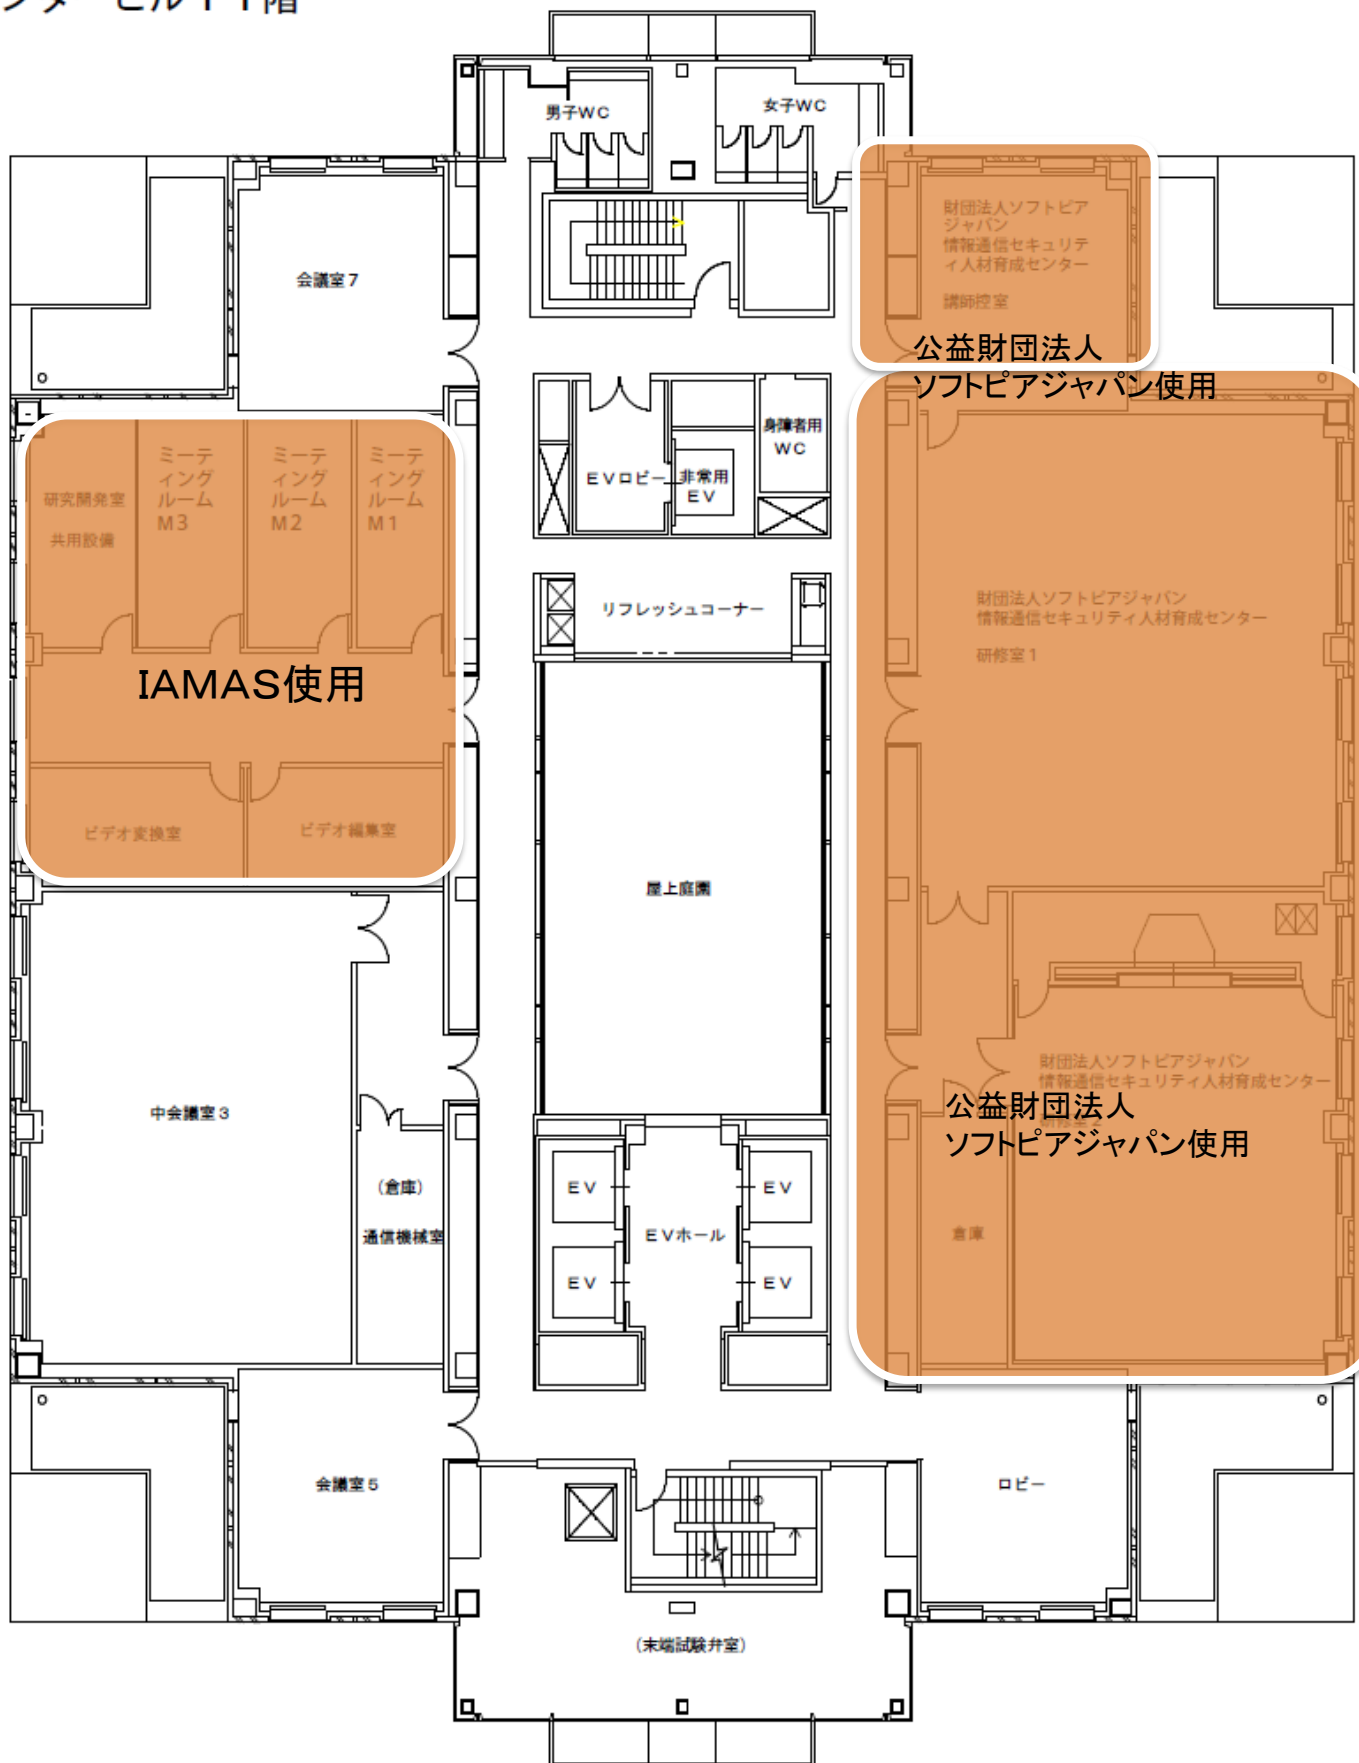 ンタービル11階
男子WC
女子WC
財団法人ソフトピア
ジャパン
情報通信セキュリテ
ィ人材育成センター
講師控室
会議室7
公益財団法人
ソフトピアジャパン使用
身障者用
WC
EVロビー
非常用
EV
ミーテ
ィング
ルーム
M3
ミーテ
ィング
ルーム
M2
ミーテ
ィング
ルーム
M1
研究開発室
共用設備
リフレッシュコーナー
財団法人ソフトピアジャパン
情報通信セキュリティ人材育成センター
研修室1
IAMAS使用
ビデオ変換室
ビデオ編集室
屋上庭園
財団法人ソフトピアジャパン
情報通信セキュリティ人材育成センター
研修室2
公益財団法人
ソフトピアジャパン使用
中会議室3
(倉庫)
通信機械室
EV
EV
EVホール
EV
EV
倉庫
会議室5
ロビー
(末端試験弁室)